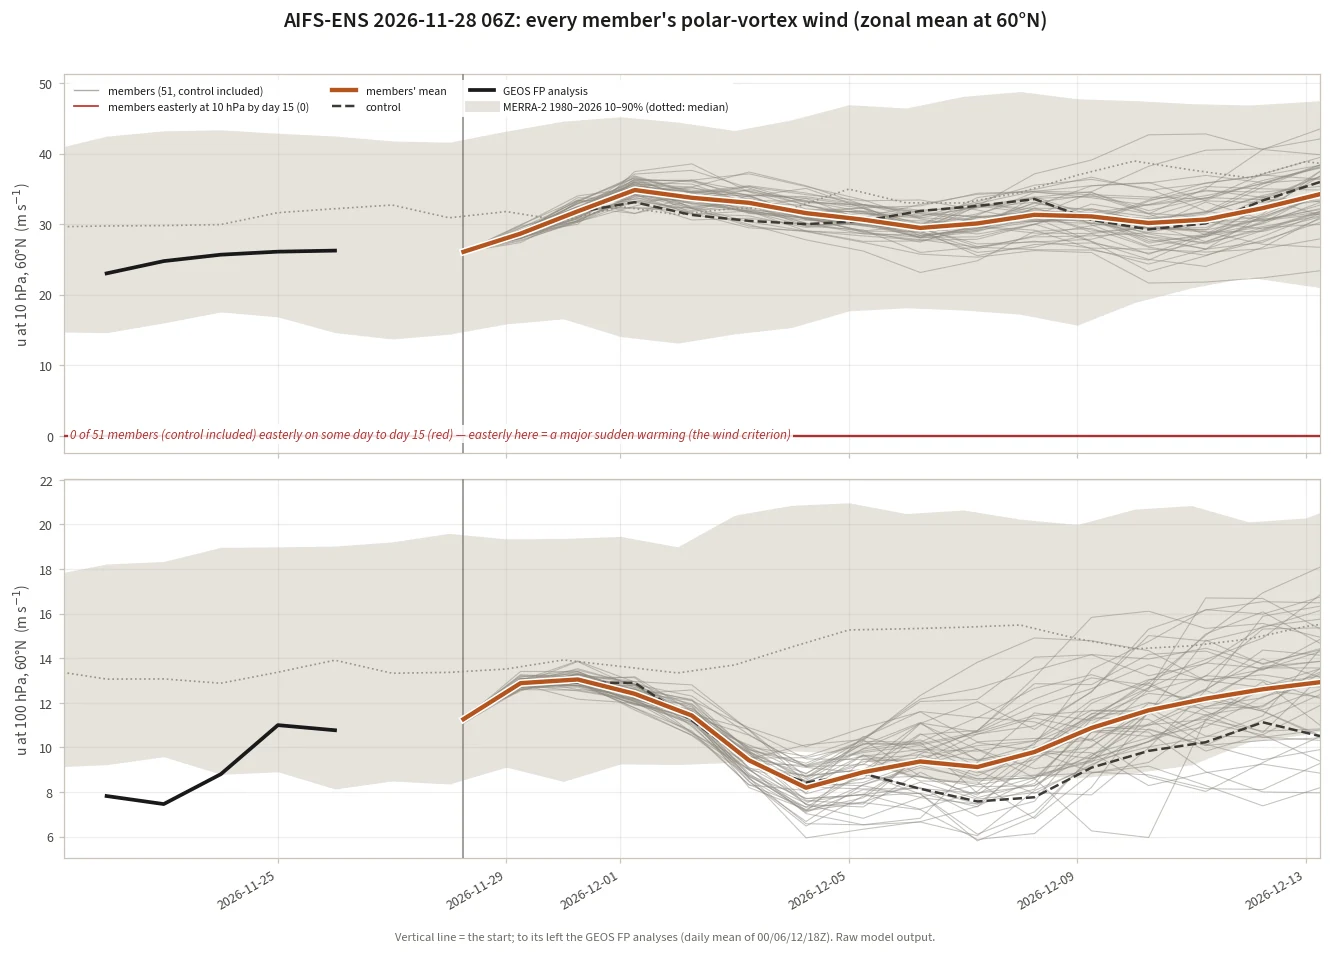 AIFS-ENS 2026-11-28 06Z: every member's polar-vortex wind (zonal mean at 60°N)
members (51, control included)
members easterly at 10 hPa by day 15 (0)
members' mean
control
GEOS FP analysis
MERRA-2 1980–2026 10–90% (dotted: median)
u at 10 hPa, 60°N (m s⁻¹)
50
40
30
20
10
0
0 of 51 members (control included) easterly on some day to day 15 (red) — easterly here = a major sudden warming (the wind criterion)
u at 100 hPa, 60°N (m s⁻¹)
22
20
18
16
14
12
10
8
6
2026-11-25
2026-11-29
2026-12-01
2026-12-05
2026-12-09
2026-12-13
Vertical line = the start; to its left the GEOS FP analyses (daily mean of 00/06/12/18Z). Raw model output.